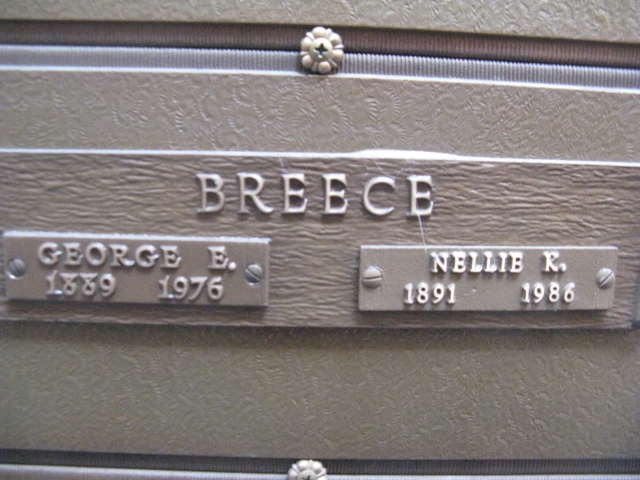 BREECE
GEORGE E.
1889 1976
NELLIE K.
1891 1986